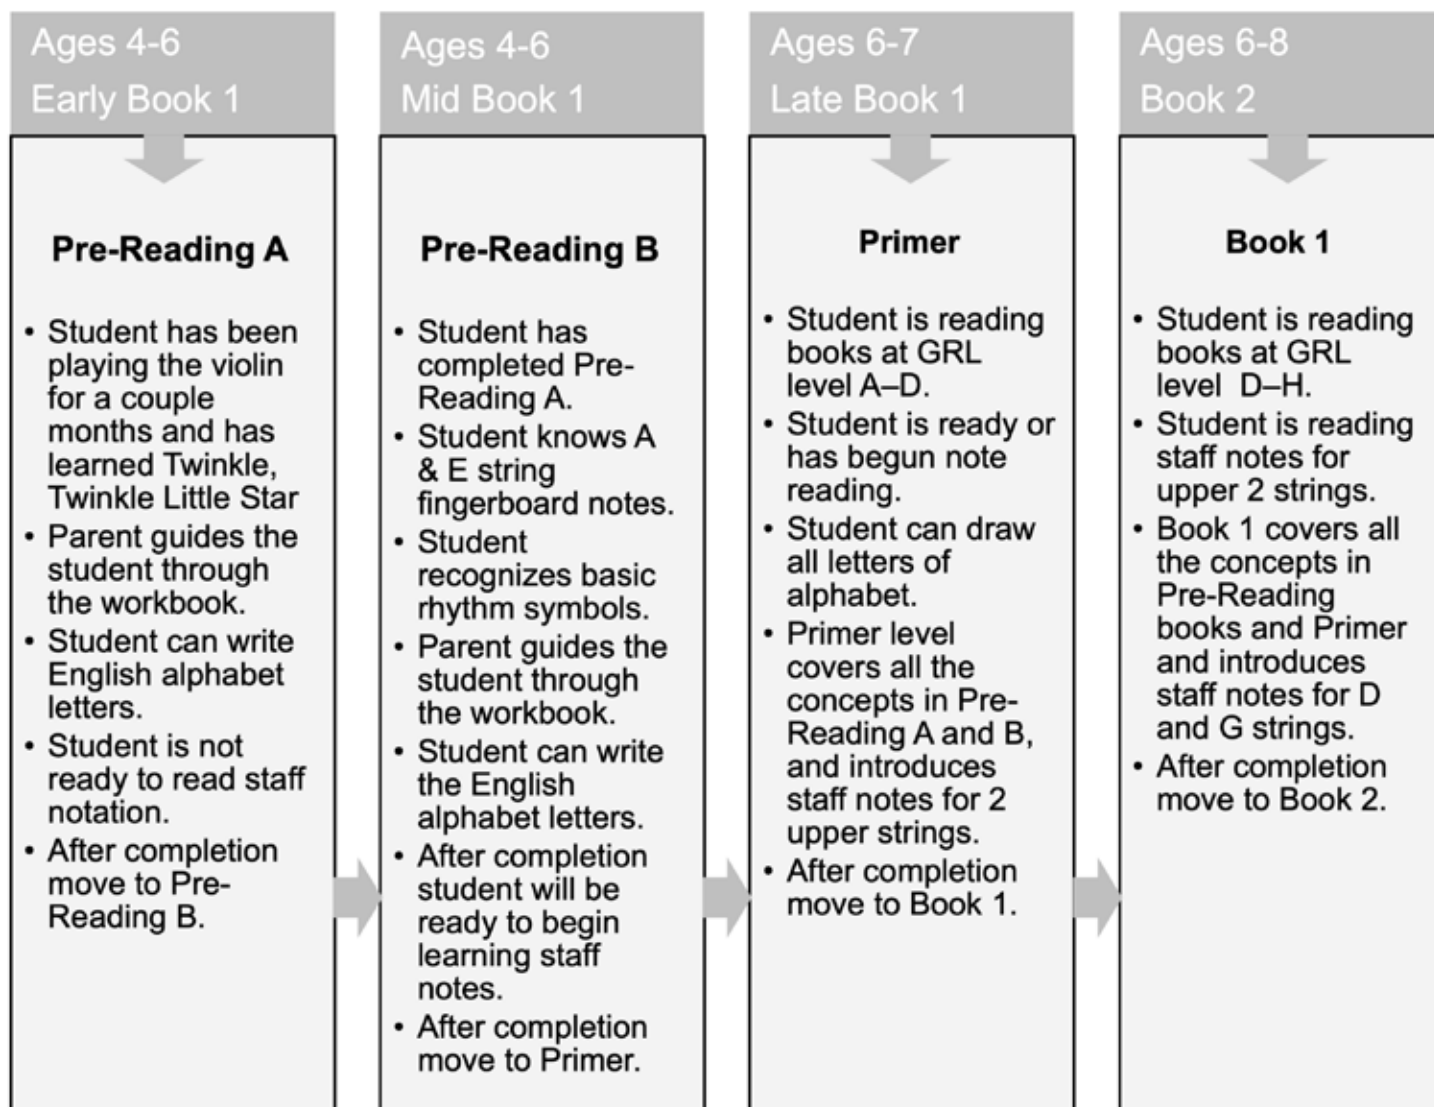 Ages 4-6
Early Book 1
Pre-Reading A
• Student has been
playing the violin
for a couple
months and has
learned Twinkle,
Twinkle Little Star
• Parent guides the
student through
the workbook.
• Student can write
English alphabet
letters.
• Student is not
ready to read staff
notation.
• After completion
move to Pre-
Reading B.
Ages 4-6
Mid Book 1
Pre-Reading B
• Student has
completed Pre-
Reading A.
• Student knows A
& E string
fingerboard notes.
• Student
recognizes basic
rhythm symbols.
• Parent guides the
student through
the workbook.
• Student can write
the English
alphabet letters.
• After completion
student will be
ready to begin
learning staff
notes.
• After completion
move to Primer.
Ages 6-7
Late Book 1
Primer
• Student is reading
books at GRL
level A–D.
• Student is ready or
has begun note
reading.
• Student can draw
all letters of
alphabet.
• Primer level
covers all the
concepts in Pre-
Reading A and B,
and introduces
staff notes for 2
upper strings.
• After completion
move to Book 1.
Ages 6-8
Book 2
Book 1
• Student is reading
books at GRL
level D–H.
• Student is reading
staff notes for
upper 2 strings.
• Book 1 covers all
the concepts in
Pre-Reading
books and Primer
and introduces
staff notes for D
and G strings.
• After completion
move to Book 2.